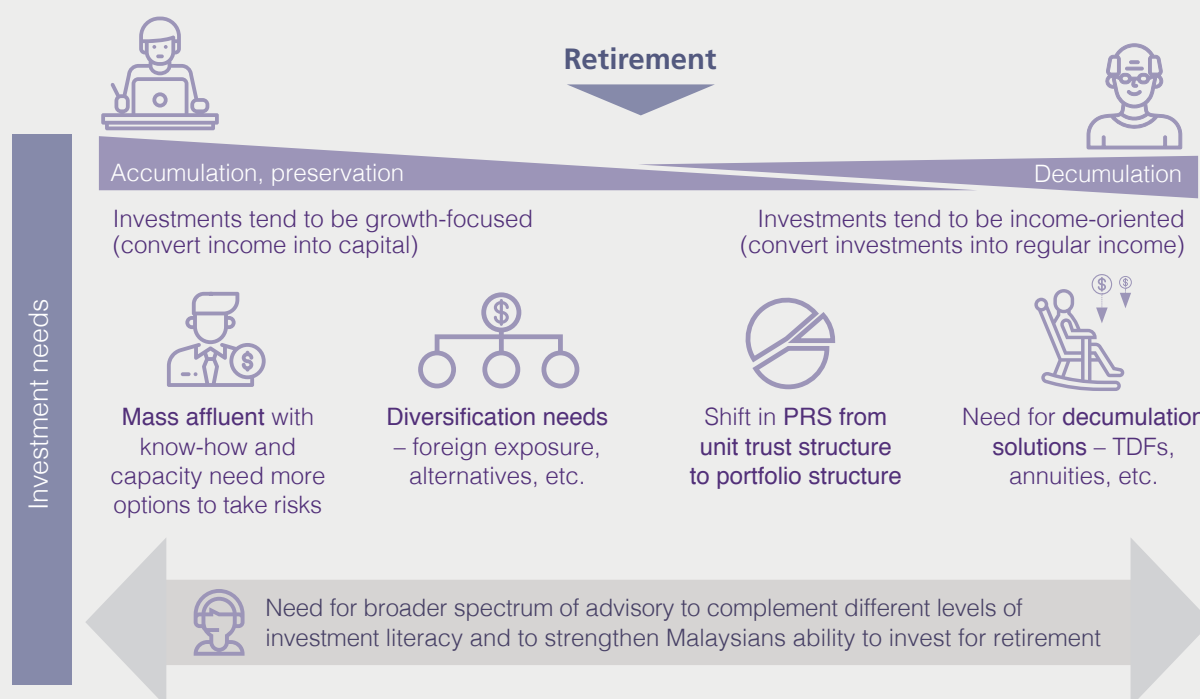 Retirement
Accumulation, preservation
Decumulation
Investments tend to be growth-focused
(convert income into capital)
Investments tend to be income-oriented
(convert investments into regular income)
Investment needs
$
$
$
$
Mass affluent with
know-how and
capacity need more
options to take risks
Diversification needs
– foreign exposure,
alternatives, etc.
Shift in PRS from
unit trust structure
to portfolio structure
Need for decumulation
solutions – TDFs,
annuities, etc.
Need for broader spectrum of advisory to complement different levels of
investment literacy and to strengthen Malaysians ability to invest for retirement